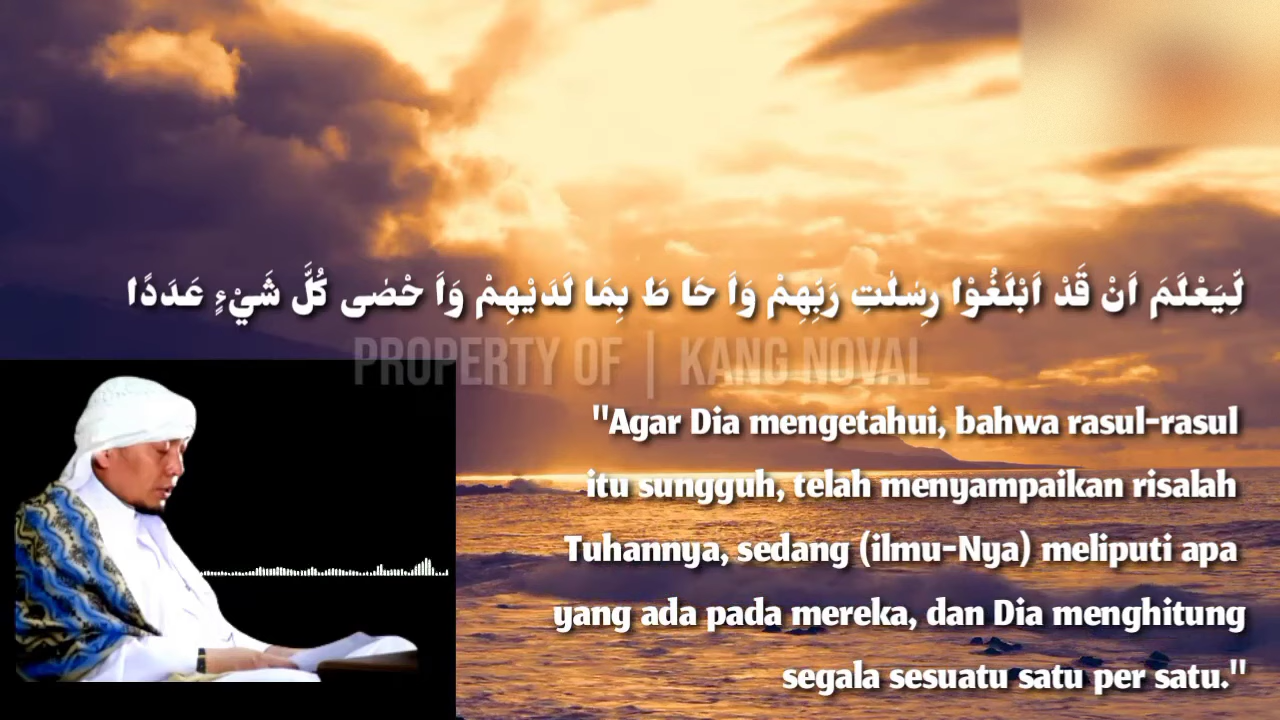 لِّيَعْلَمَ اَنْ قَدْ اَبْلَغُوْا رِسٰلٰتِ رَبِّهِمْ وَاَ حَا طَ بِمَا لَدَيْهِمْ وَاَ حْصٰى كُلَّ شَيْءٍ عَدَدًا
PROPERTY OF | KANG NOVAL
"Agar Dia mengetahui, bahwa rasul-rasul
itu sungguh, telah menyampaikan risalah
Tuhannya, sedang (ilmu-Nya) meliputi apa
yang ada pada mereka, dan Dia menghitung
segala sesuatu satu per satu."